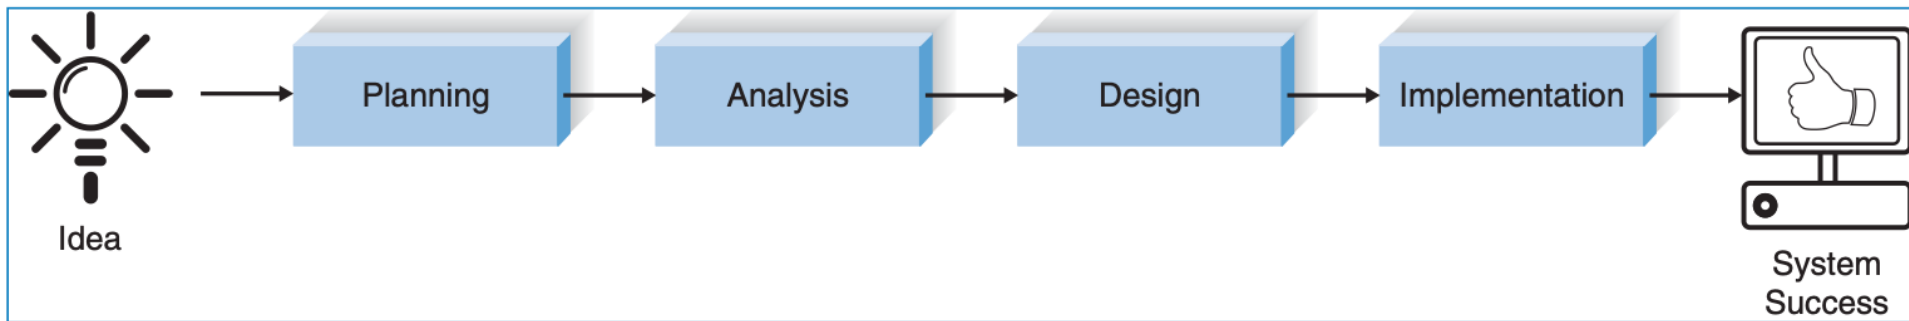 Idea
Planning
Analysis
Design
Implementation
System
Success